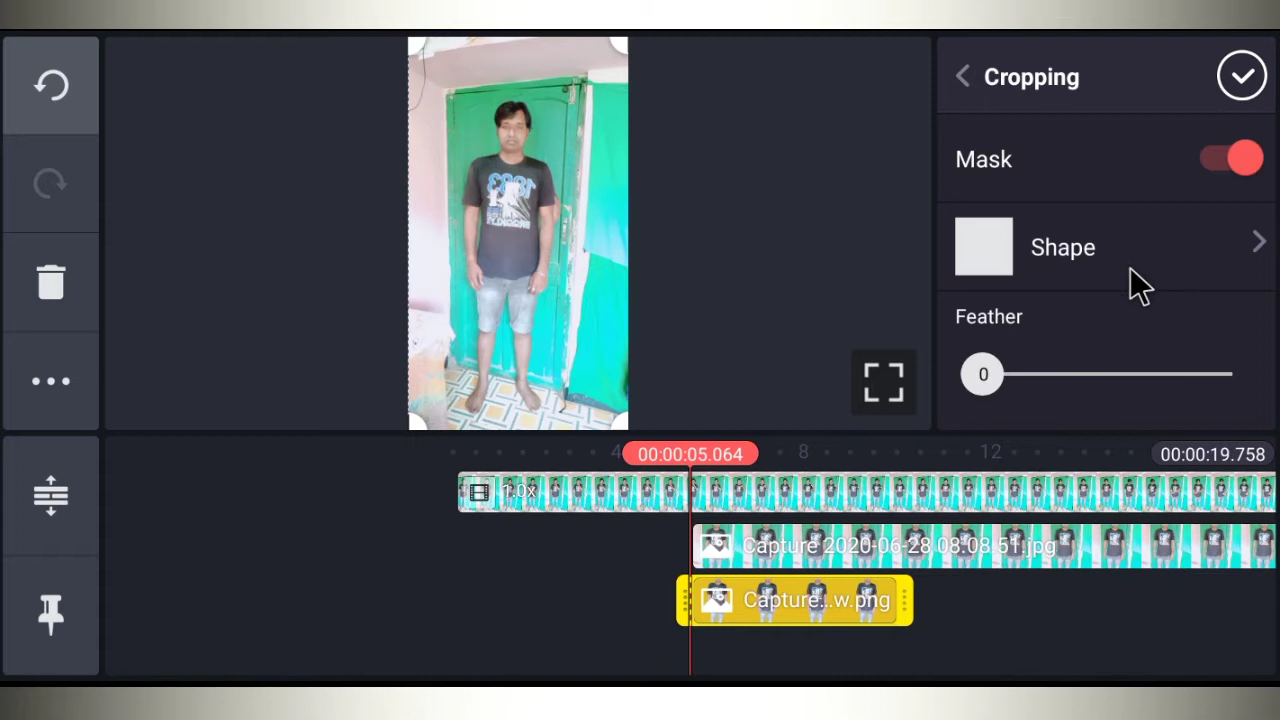 Cropping
Mask
Shape
Feather
0
4
00:00:05.064
8
12
00:00:19.758
1.0x
Capture 2020-06-28 08:08:51.jpg
Capture...w.png